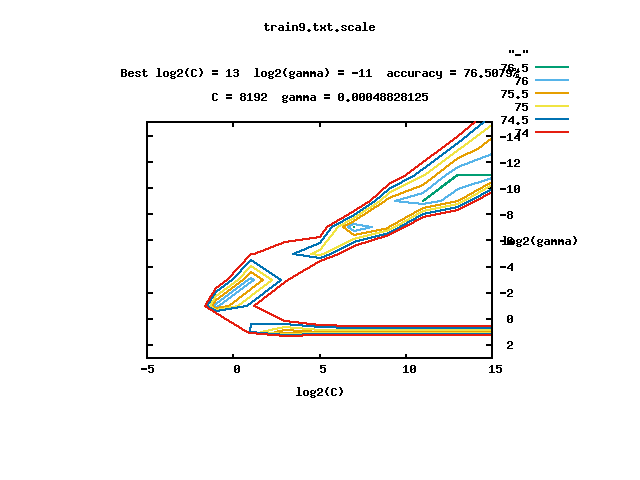 train9.txt.scale
"-"
Best log2(C) = 13 log2(gamma) = -11 accuracy = 76.5079%
76.5
76
75.5
75
74.5
74
C = 8192 gamma = 0.00048828125
-14
-12
-10
-8
-6
log2(gamma)
-4
-2
0
2
-5 0 5 10 15
log2(C)